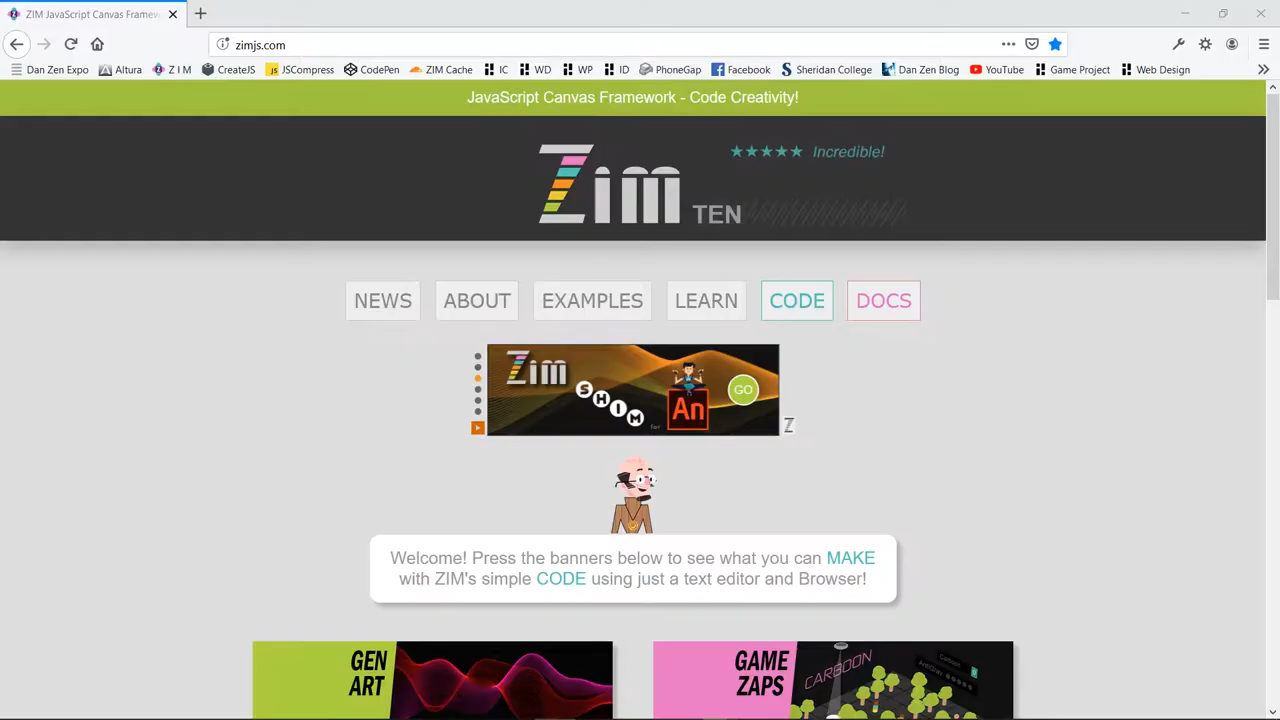 ZIM JavaScript Canvas Framew
zimjs.com
Dan Zen Expo Altura Z I M CreateJS JSCompress CodePen ZIM Cache IC WD WP ID PhoneGap Facebook Sheridan College Dan Zen Blog YouTube Game Project Web Design
JavaScript Canvas Framework - Code Creativity!
★★★★★ Incredible!
Zim TEN
NEWS ABOUT EXAMPLES LEARN CODE DOCS
Zim SHIM for An GO
Z
Welcome! Press the banners below to see what you can MAKE
with ZIM's simple CODE using just a text editor and Browser!
GEN
ART
GAME
ZAPS
CARBOON
Carboon